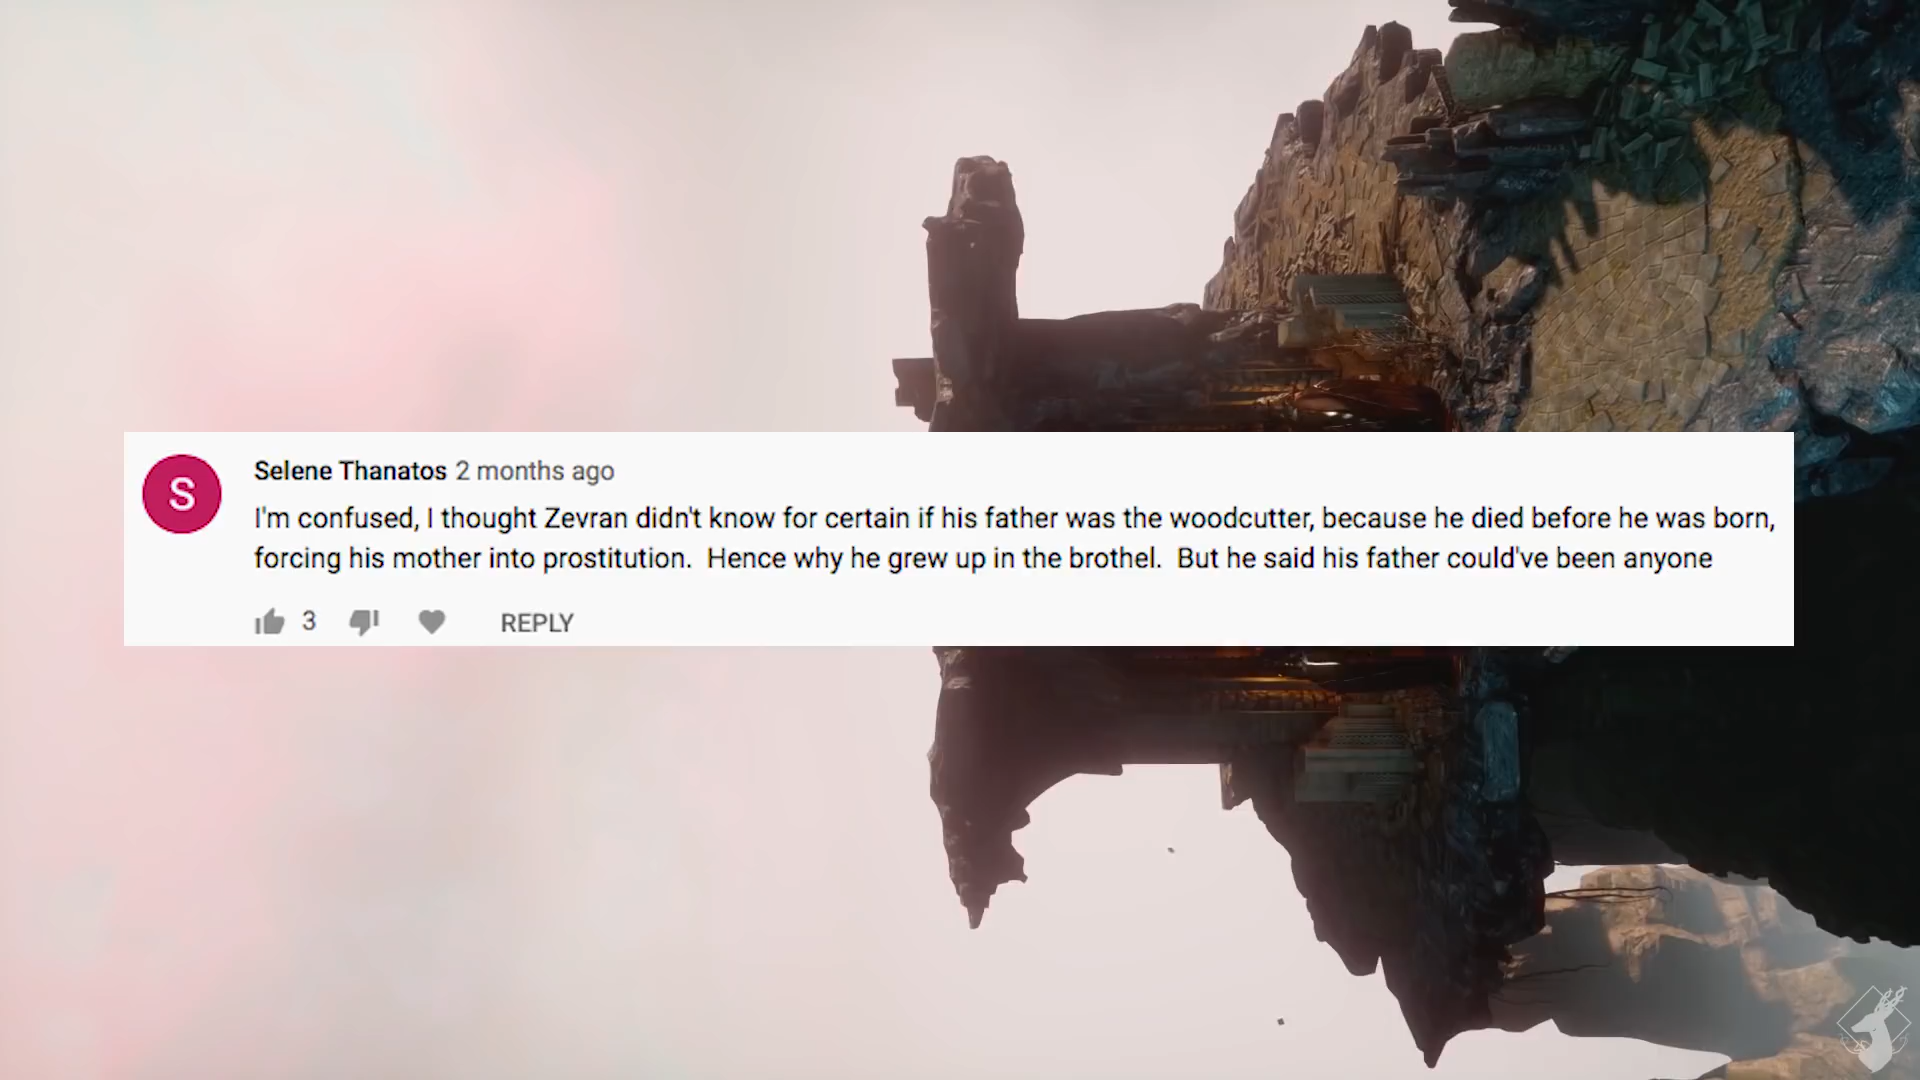 S
Selene Thanatos 2 months ago
I'm confused, I thought Zevran didn't know for certain if his father was the woodcutter, because he died before he was born,
forcing his mother into prostitution.  Hence why he grew up in the brothel.  But he said his father could've been anyone
3 REPLY